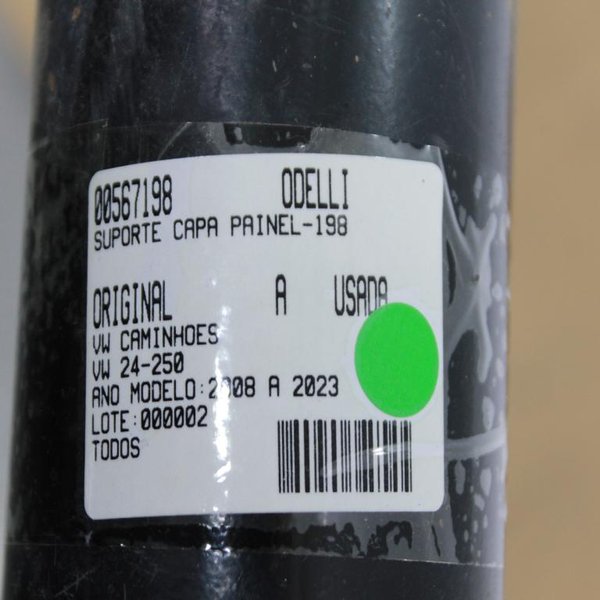 00567198 ODELLI
SUPORTE CAPA PAINEL-198
ORIGINAL A USADA
VW CAMINHOES
VW 24-250
ANO MODELO:2008 A 2023
LOTE:000002
TODOS